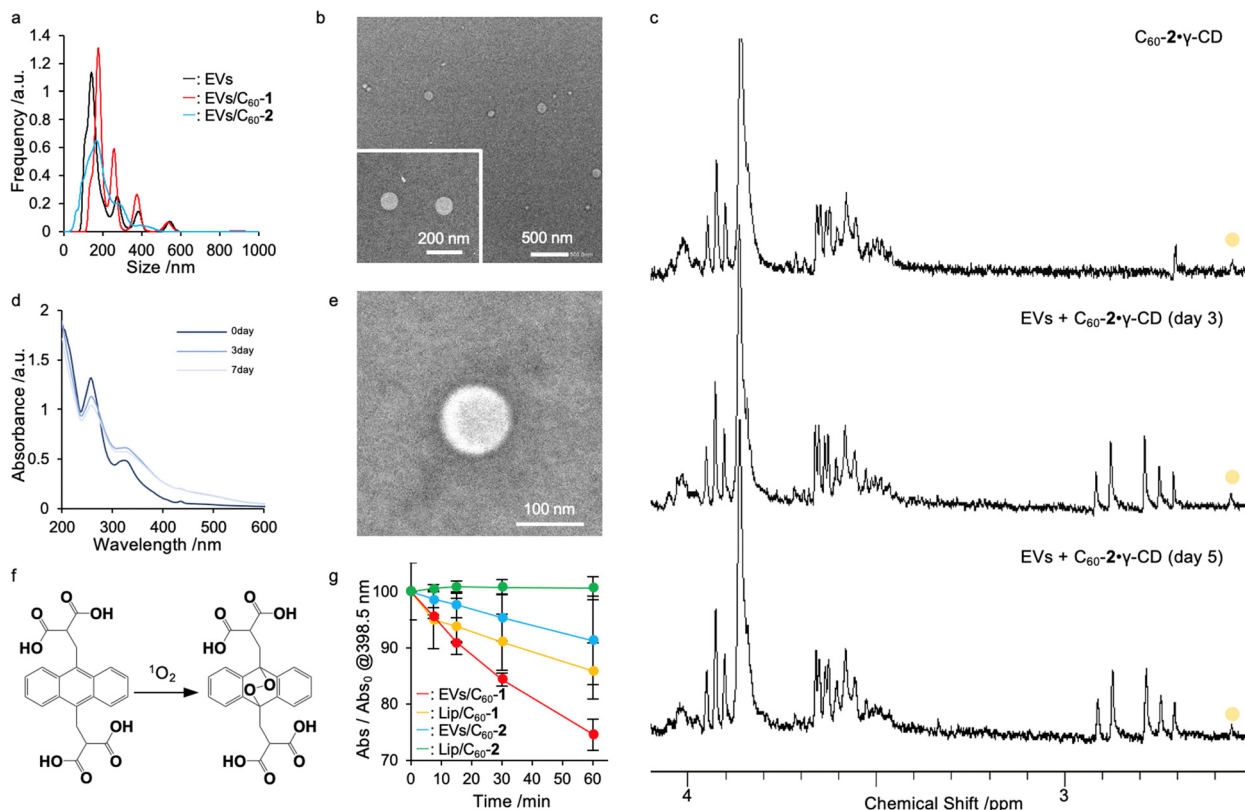 a
1.4
1.2
1
0.8
0.6
0.4
0.2
0
Frequency /a.u.
: EVs
: EVs/C₆₀-1
: EVs/C₆₀-2
0 200 400 600 800 1000
Size /nm
b
200 nm
500 nm
c
C₆₀-2•γ-CD
EVs + C₆₀-2•γ-CD (day 3)
EVs + C₆₀-2•γ-CD (day 5)
4 3
Chemical Shift /ppm
d
2
1.5
1
0.5
0
Absorbance /a.u.
0day
3day
7day
200 300 400 500 600
Wavelength /nm
e
100 nm
f
O OH
HO O
¹O₂
HO O
O OH
O OH
HO O
O O
HO O
O OH
g
100
90
80
70
Abs / Abs₀ @398.5 nm
: EVs/C₆₀-1
: Lip/C₆₀-1
: EVs/C₆₀-2
: Lip/C₆₀-2
0 10 20 30 40 50 60
Time /min